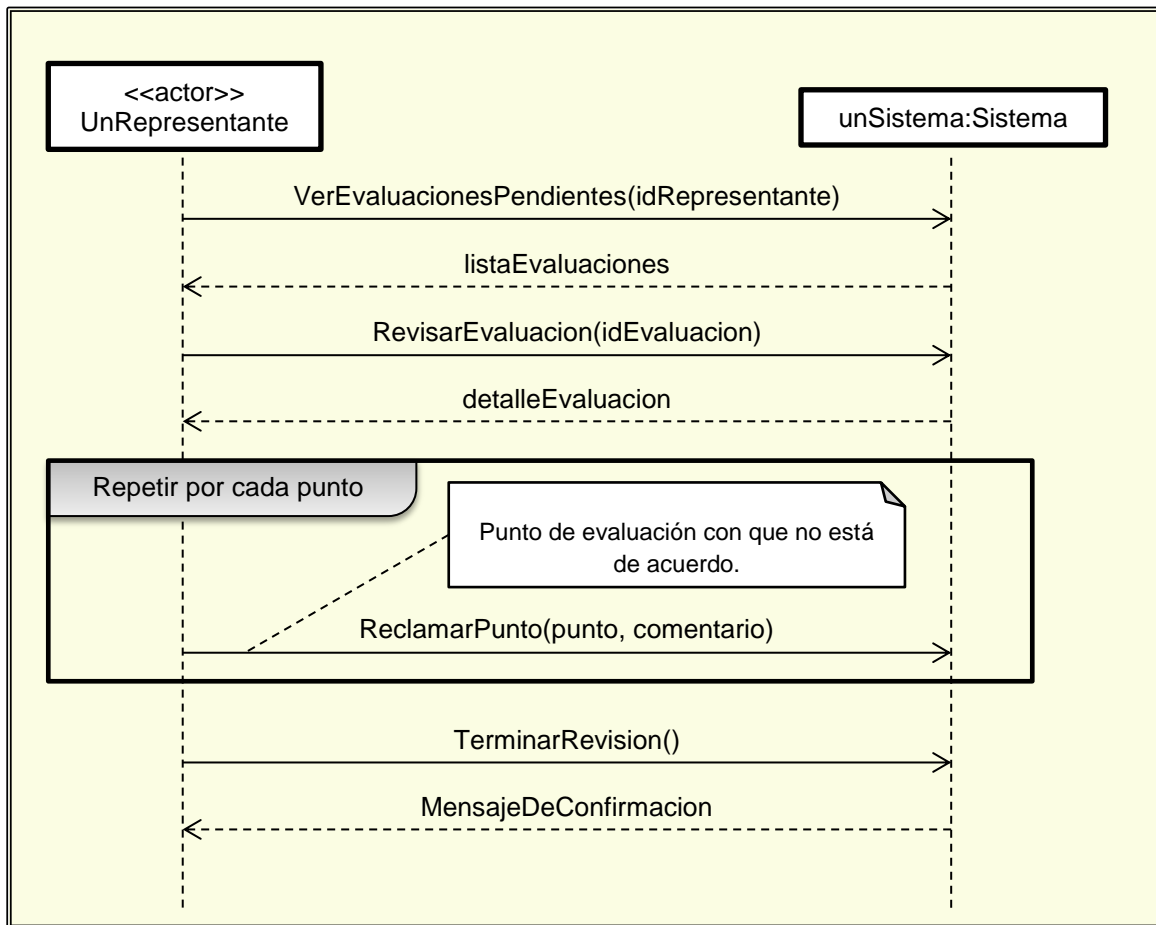 <<actor>>
UnRepresentante
unSistema:Sistema
VerEvaluacionesPendientes(idRepresentante)
listaEvaluaciones
RevisarEvaluacion(idEvaluacion)
detalleEvaluacion
Repetir por cada punto
Punto de evaluación con que no está
de acuerdo.
ReclamarPunto(punto, comentario)
TerminarRevision()
MensajeDeConfirmacion